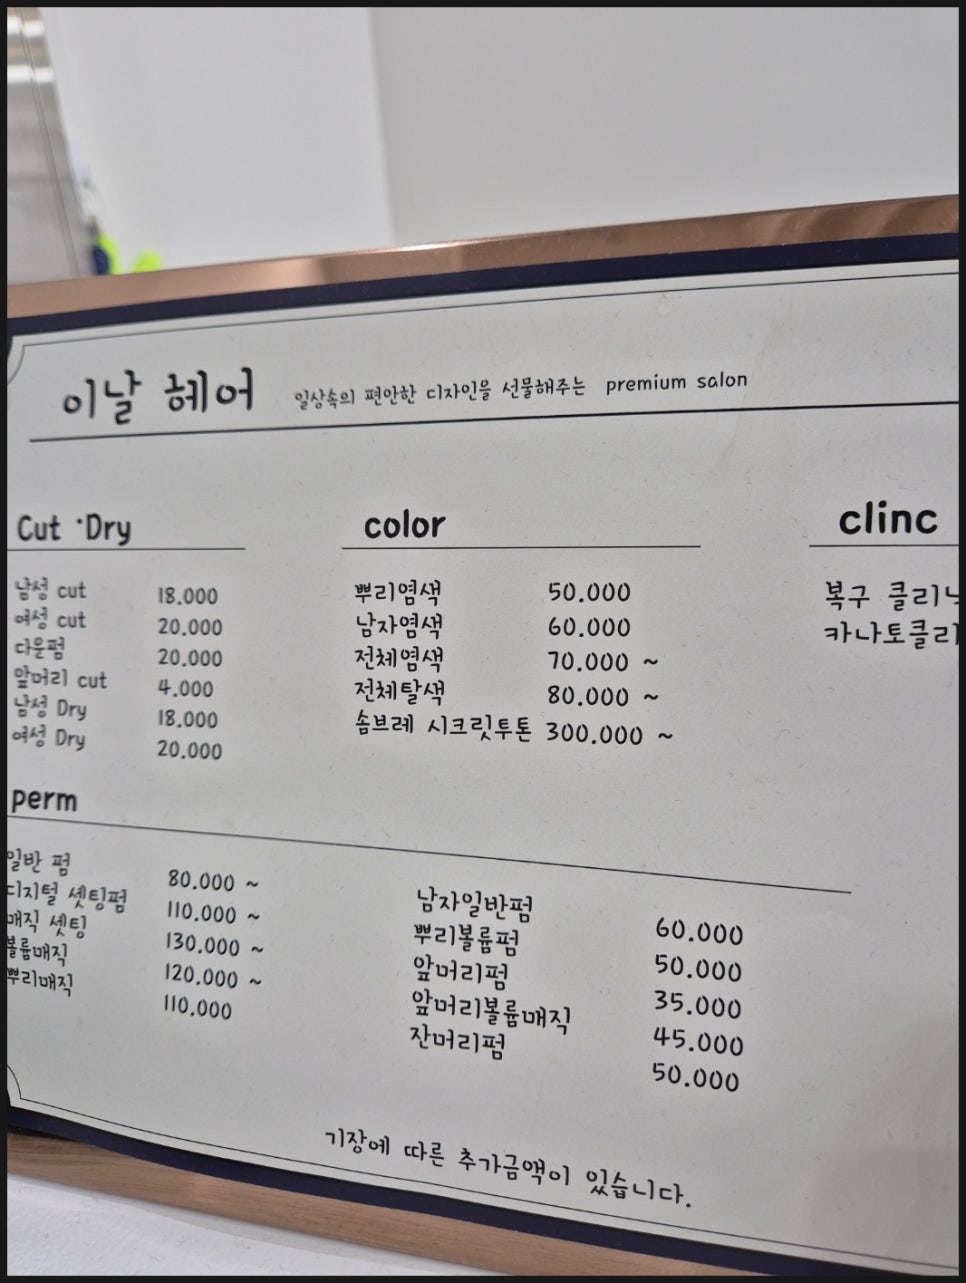 이날 헤어 일상속의 편안한 디자인을 선물해주는 premium salon
Cut ·Dry
남성 cut 18.000
여성 cut 20.000
다운펌 20.000
앞머리 cut 4.000
남성 Dry 18.000
여성 Dry 20.000
color
뿌리염색 50.000
남자염색 60.000
전체염색 70.000 ~
전체탈색 80.000 ~
솜브레 시크릿투톤 300.000 ~
clinc
복구
perm
일반 펌 80.000 ~
디지털 셋팅펌 110.000 ~
매직 셋팅 130.000 ~
볼륨매직 120.000 ~
뿌리매직 110.000
남자일반펌 60.000
뿌리볼륨펌 50.000
앞머리펌 35.000
앞머리볼륨매직 45.000
잔머리펌 50.000
기장에 따른 추가금액이 있습니다.